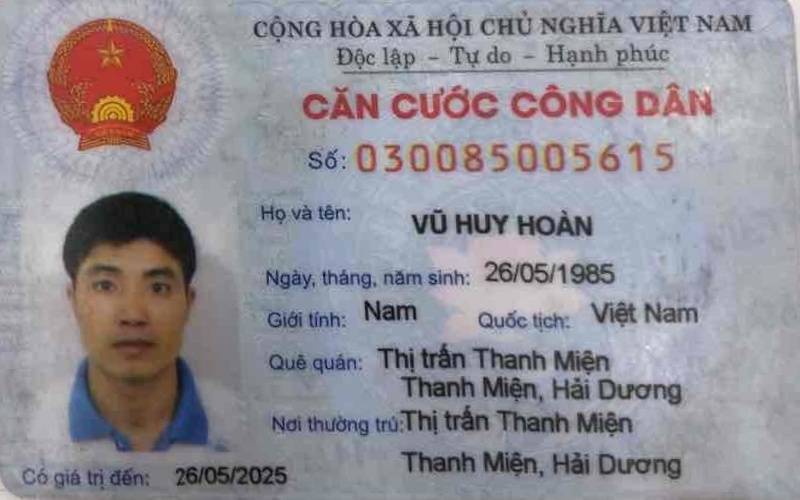 CỘNG HÒA XÃ HỘI CHỦ NGHĨA VIỆT NAM
Độc lập - Tự do - Hạnh phúc
CĂN CƯỚC CÔNG DÂN
Số: 030085005615
Họ và tên: VŨ HUY HOÀN
Ngày, tháng, năm sinh: 26/05/1985
Giới tính: Nam Quốc tịch: Việt Nam
Quê quán: Thị trấn Thanh Miện
Thanh Miện, Hải Dương
Nơi thường trú: Thị trấn Thanh Miện
Thanh Miện, Hải Dương
Có giá trị đến: 26/05/2025